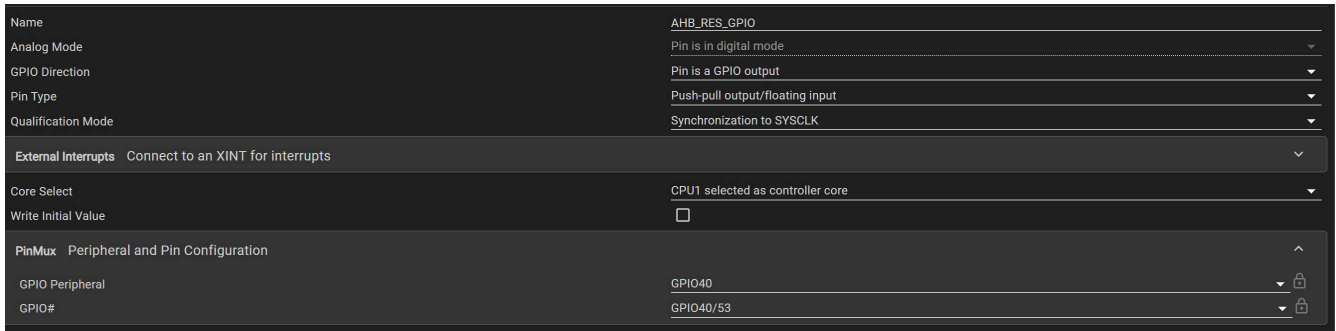 Name AHB_RES_GPIO
Analog Mode Pin is in digital mode
GPIO Direction Pin is a GPIO output
Pin Type Push-pull output/floating input
Qualification Mode Synchronization to SYSCLK
External Interrupts Connect to an XINT for interrupts
Core Select CPU1 selected as controller core
Write Initial Value
PinMux Peripheral and Pin Configuration
GPIO Peripheral GPIO40
GPIO# GPIO40/53